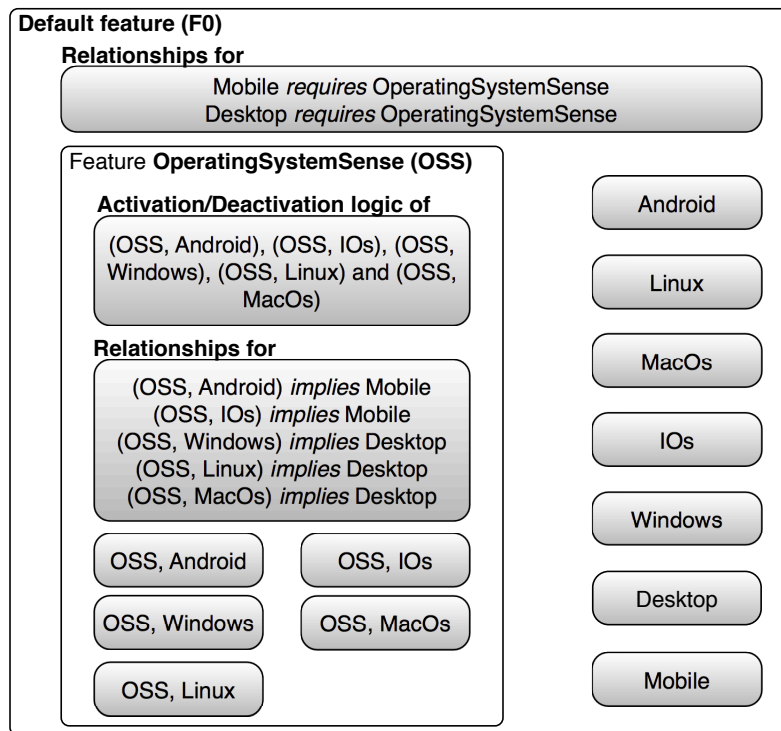 Default feature (F0)
Relationships for
Mobile requires OperatingSystemSense
Desktop requires OperatingSystemSense
Feature OperatingSystemSense (OSS)
Activation/Deactivation logic of
(OSS, Android), (OSS, IOs), (OSS,
Windows), (OSS, Linux) and (OSS,
MacOs)
Relationships for
(OSS, Android) implies Mobile
(OSS, IOs) implies Mobile
(OSS, Windows) implies Desktop
(OSS, Linux) implies Desktop
(OSS, MacOs) implies Desktop
OSS, Android
OSS, IOs
OSS, Windows
OSS, MacOs
OSS, Linux
Android
Linux
MacOs
IOs
Windows
Desktop
Mobile